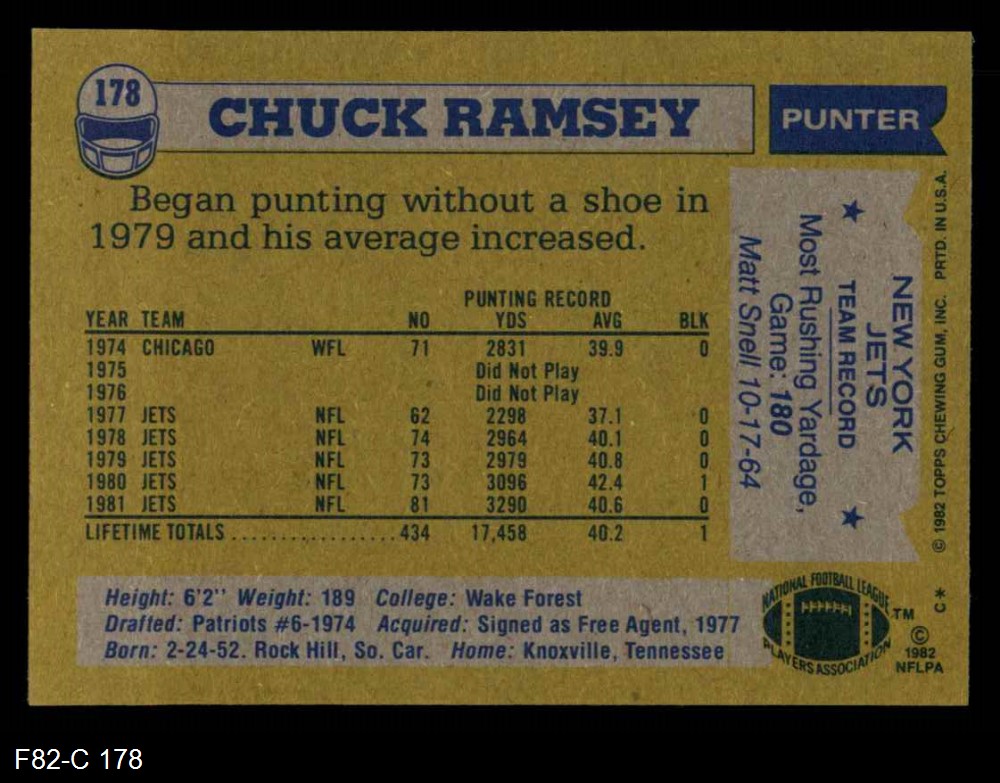 178
CHUCK RAMSEY
PUNTER
Began punting without a shoe in
1979 and his average increased.
PUNTING RECORD
YEAR TEAM NO YDS AVG BLK
1974 CHICAGO WFL 71 2831 39.9 0
1975 Did Not Play
1976 Did Not Play
1977 JETS NFL 62 2298 37.1 0
1978 JETS NFL 74 2964 40.1 0
1979 JETS NFL 73 2979 40.8 0
1980 JETS NFL 73 3096 42.4 1
1981 JETS NFL 81 3290 40.6 0
LIFETIME TOTALS ................ 434 17,458 40.2 1
NEW YORK
JETS
★ TEAM RECORD ★
Most Rushing Yardage,
Game: 180
Matt Snell 10-17-64
© 1982 TOPPS CHEWING GUM, INC. PRTD. IN U.S.A.
Height: 6'2" Weight: 189 College: Wake Forest
Drafted: Patriots #6-1974 Acquired: Signed as Free Agent, 1977
Born: 2-24-52. Rock Hill, So. Car. Home: Knoxville, Tennessee
NATIONAL FOOTBALL LEAGUE
PLAYERS ASSOCIATION
TM
C*
©
1982
NFLPA
F82-C 178